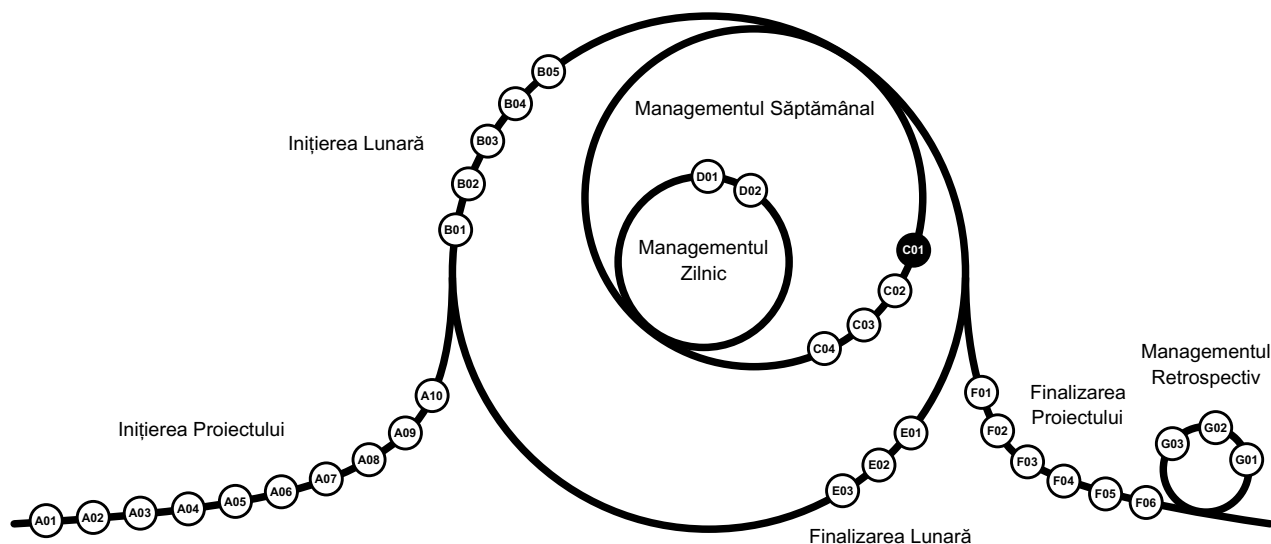 B05
B04
Managementul Săptămânal
Inițierea Lunară
B03
B02
D01
D02
B01
Managementul
Zilnic
C01
C02
C03
C04
Managementul
Retrospectiv
A10
F01
Finalizarea
Proiectului
Inițierea Proiectului
A09
E01
F02
G02
G03
G01
A08
E02
F03
A07
F04
A06
E03
F05
A05
F06
A04
A03
A02
A01
Finalizarea Lunară